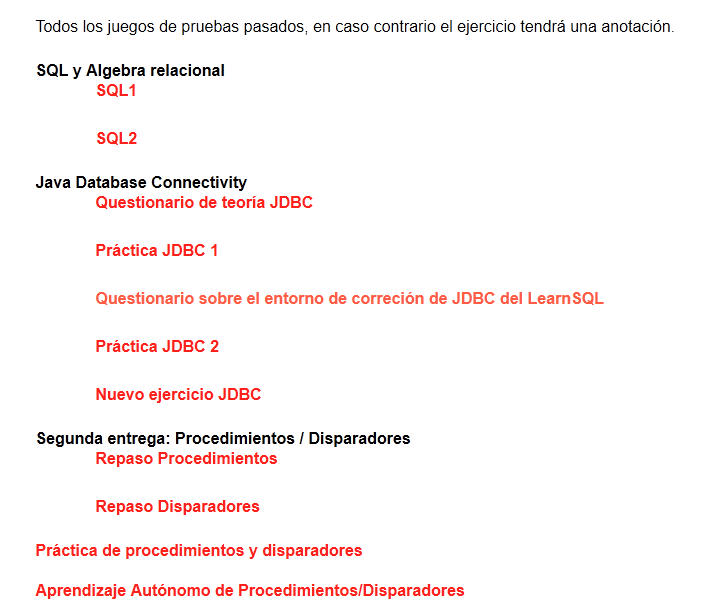 Todos los juegos de pruebas pasados, en caso contrario el ejercicio tendrá una anotación.
SQL y Algebra relacional
SQL1
SQL2
Java Database Connectivity
Questionario de teoría JDBC
Práctica JDBC 1
Questionario sobre el entorno de correción de JDBC del LearnSQL
Práctica JDBC 2
Nuevo ejercicio JDBC
Segunda entrega: Procedimientos / Disparadores
Repaso Procedimientos
Repaso Disparadores
Práctica de procedimientos y disparadores
Aprendizaje Autónomo de Procedimientos/Disparadores